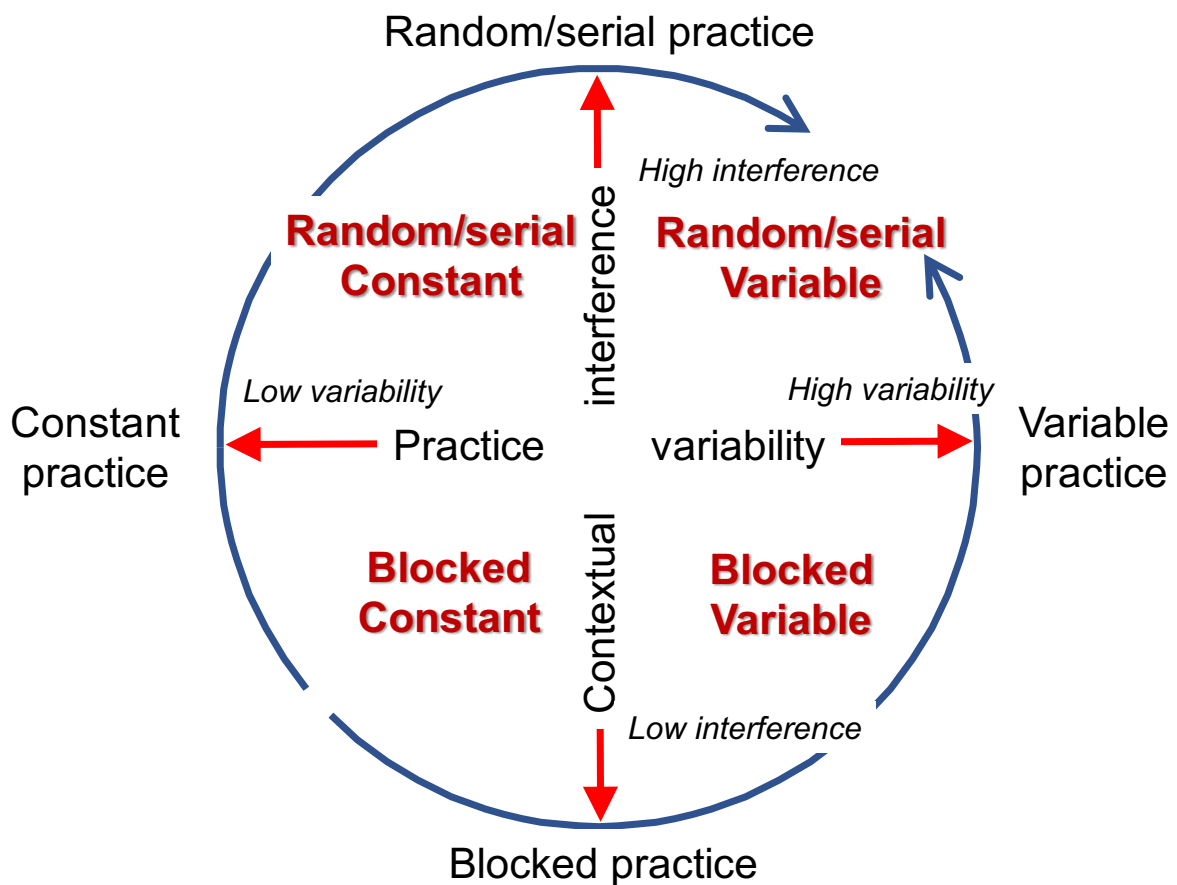 Random/serial practice
High interference
Random/serial
Constant
Random/serial
Variable
interference
Low variability
High variability
Constant
practice
Practice
variability
Variable
practice
Contextual
Blocked
Constant
Blocked
Variable
Low interference
Blocked practice